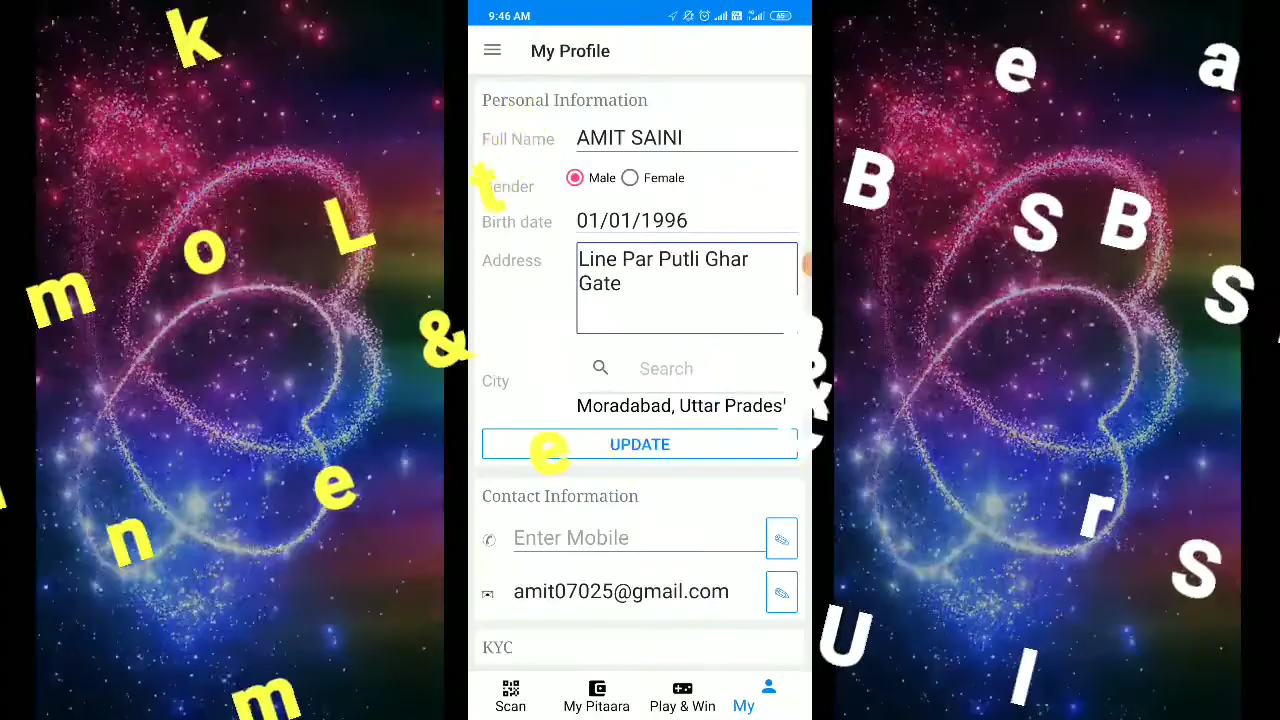 9:46 AM
65
My Profile
Personal Information
Full Name AMIT SAINI
Gender Male Female
Birth date 01/01/1996
Address Line Par Putli Ghar
Gate
Search
City
Moradabad, Uttar Prades'
UPDATE
Contact Information
Enter Mobile
amit07025@gmail.com
KYC
Scan My Pitaara Play & Win My
k
o
L
m
t
&
e
e
n
m
e
a
B
S
B
S
&
r
S
U
l